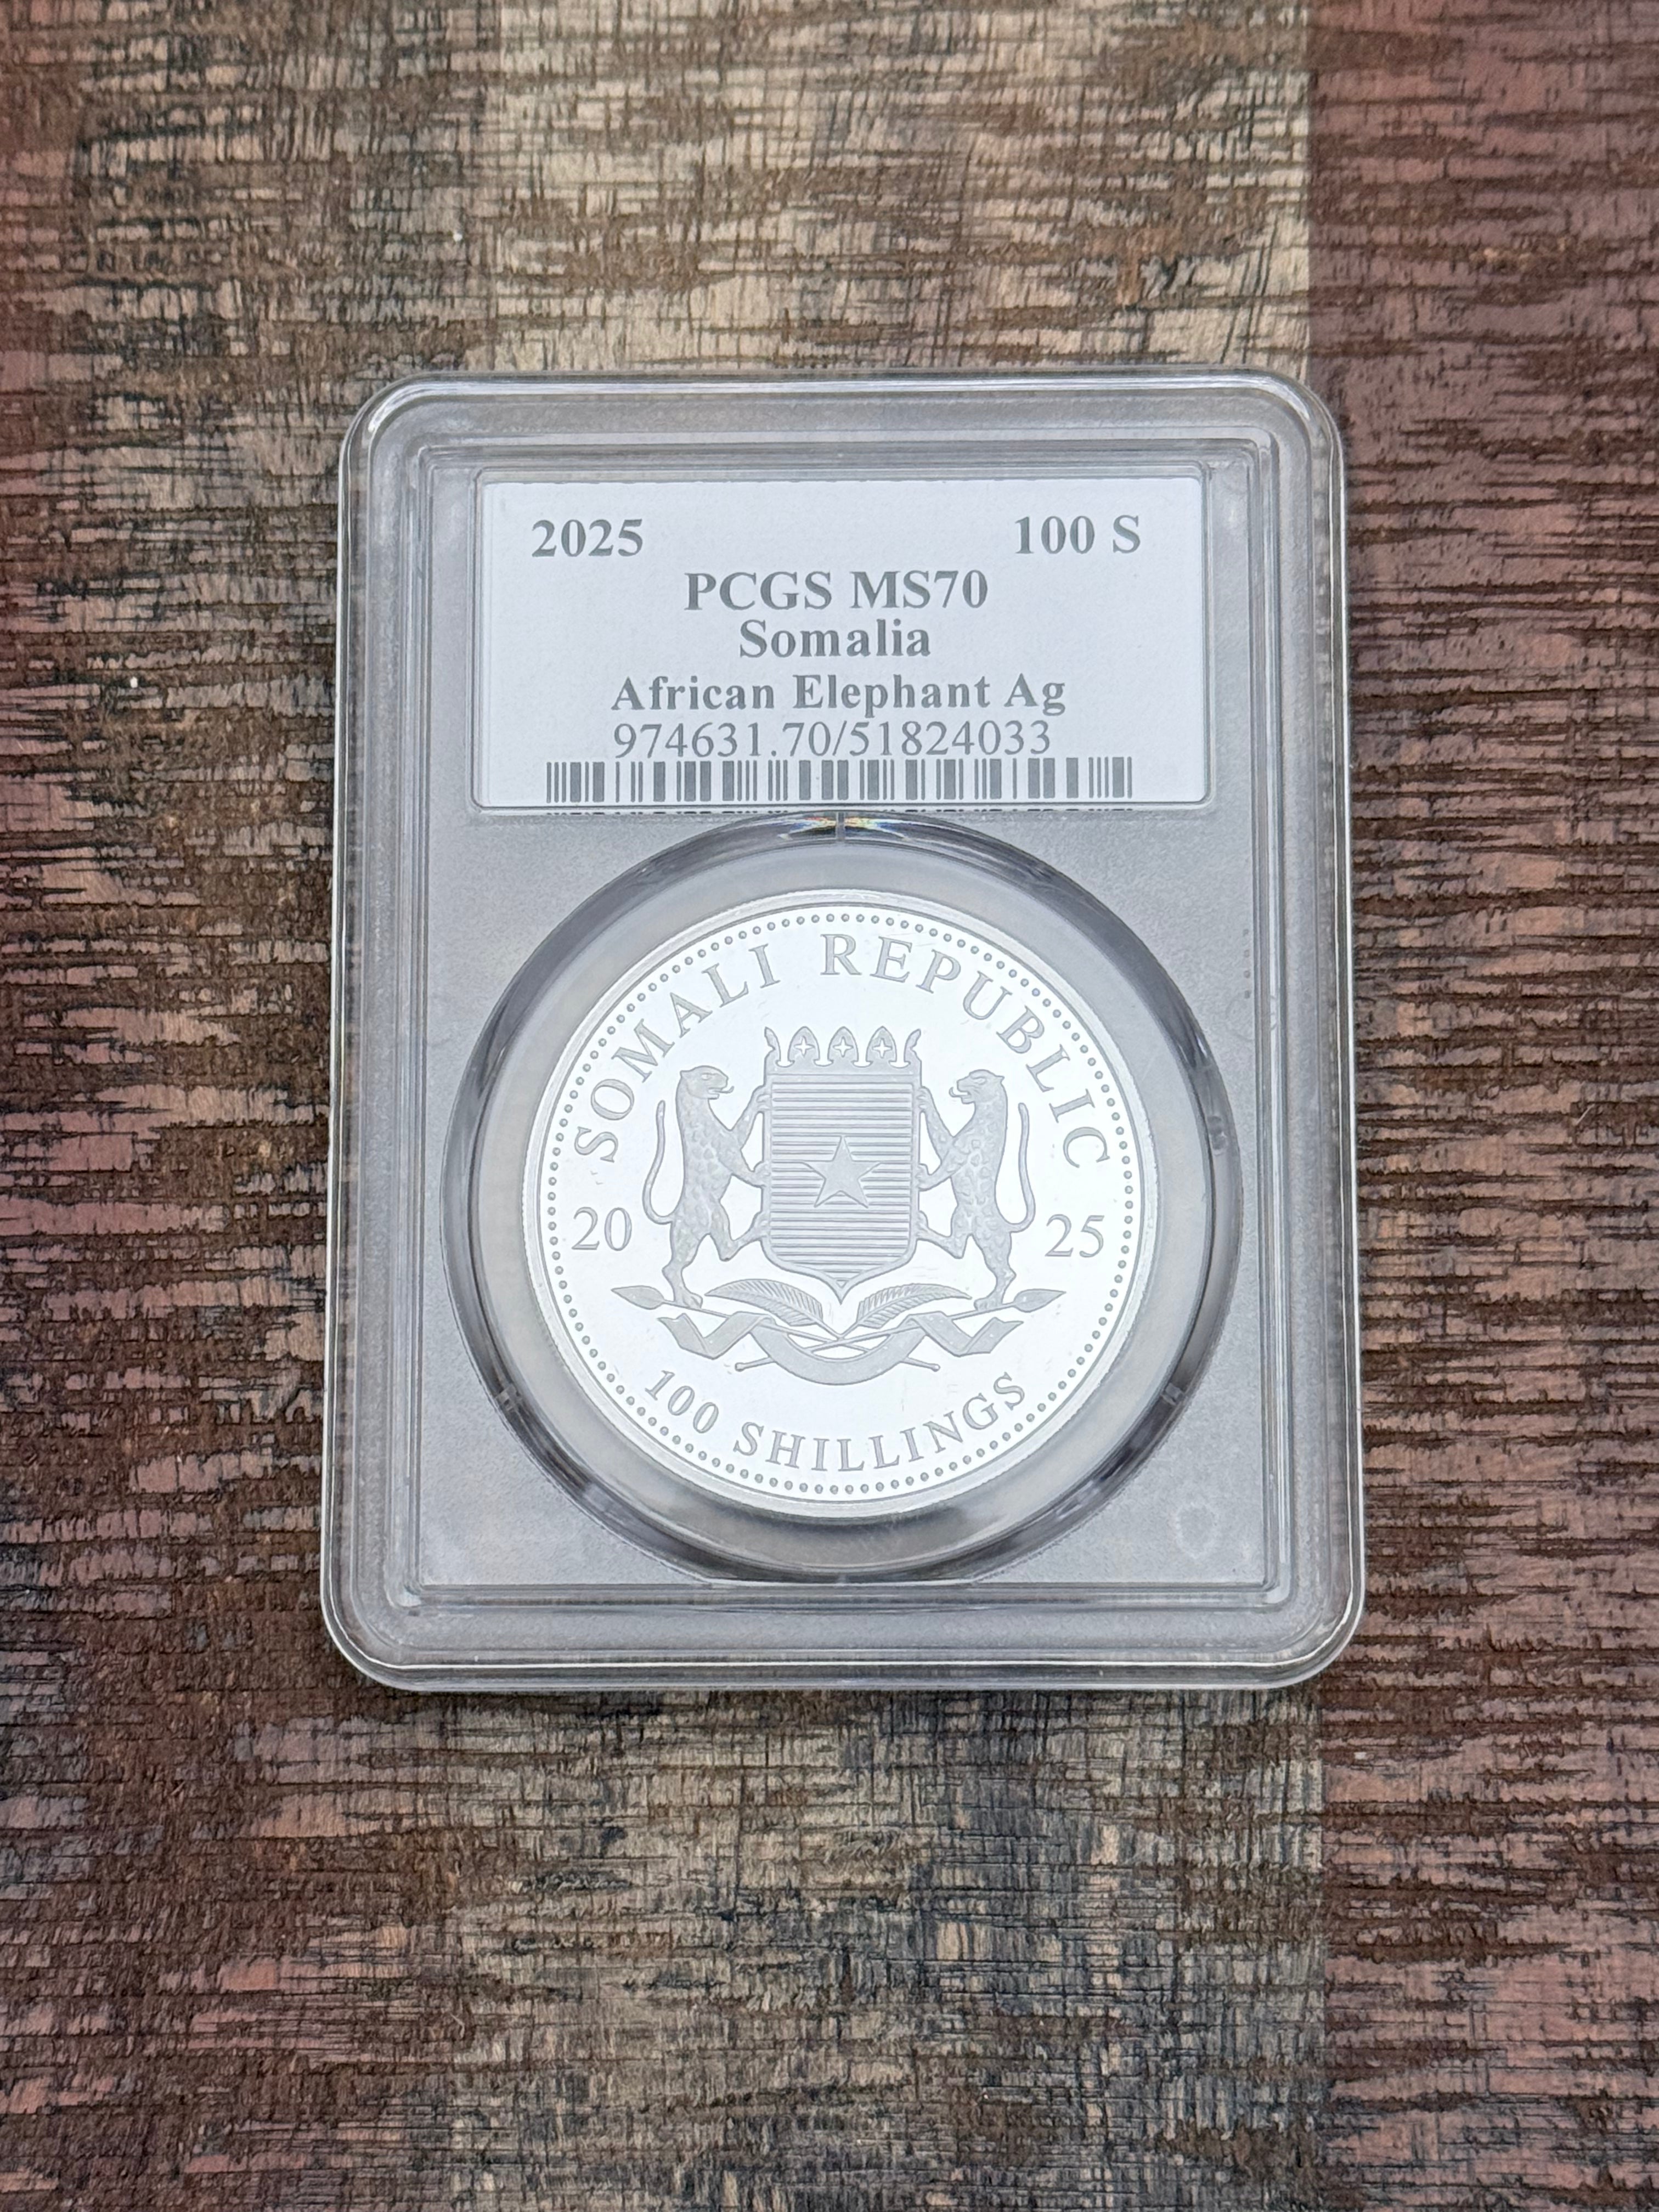 2025 100 S
PCGS MS70
Somalia
African Elephant Ag
974631.70/51824033
SOMALI REPUBLIC
20 25
100 SHILLINGS